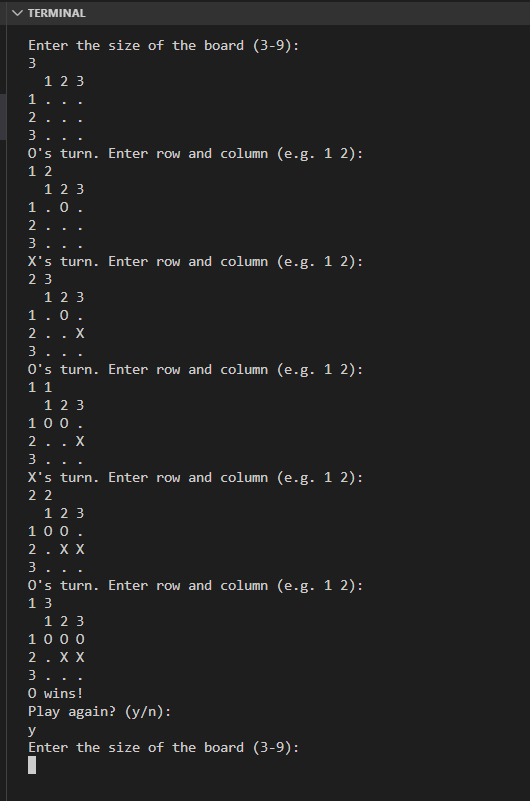 TERMINAL
Enter the size of the board (3-9):
3
  1 2 3
1 . . .
2 . . .
3 . . .
O's turn. Enter row and column (e.g. 1 2):
1 2
  1 2 3
1 . O .
2 . . .
3 . . .
X's turn. Enter row and column (e.g. 1 2):
2 3
  1 2 3
1 . O .
2 . . X
3 . . .
O's turn. Enter row and column (e.g. 1 2):
1 1
  1 2 3
1 O O .
2 . . X
3 . . .
X's turn. Enter row and column (e.g. 1 2):
2 2
  1 2 3
1 O O .
2 . X X
3 . . .
O's turn. Enter row and column (e.g. 1 2):
1 3
  1 2 3
1 O O O
2 . X X
3 . . .
O wins!
Play again? (y/n):
y
Enter the size of the board (3-9):